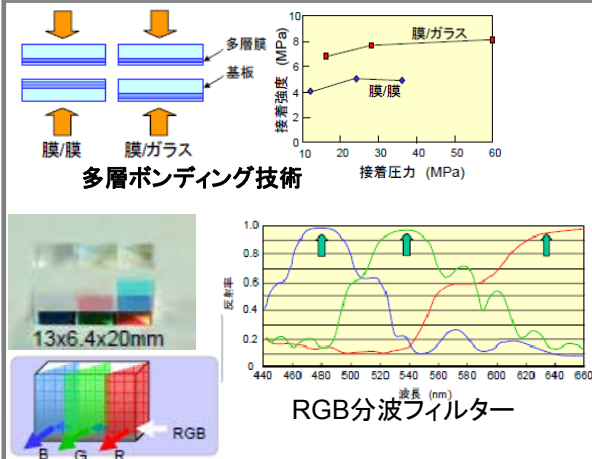 多層膜
基板
膜/膜
膜/ガラス
多層ボンディング技術
接着強度 (MPa)
10
8
6
4
2
0
膜/ガラス
膜/膜
10
20
30
40
50
60
接着圧力 (MPa)
13x6.4x20mm
B
G
R
RGB
反射率
1.0
0.8
0.6
0.4
0.2
0
440
460
480
500
520
540
560
580
600
620
640
660
波長 (nm)
RGB分波フィルター